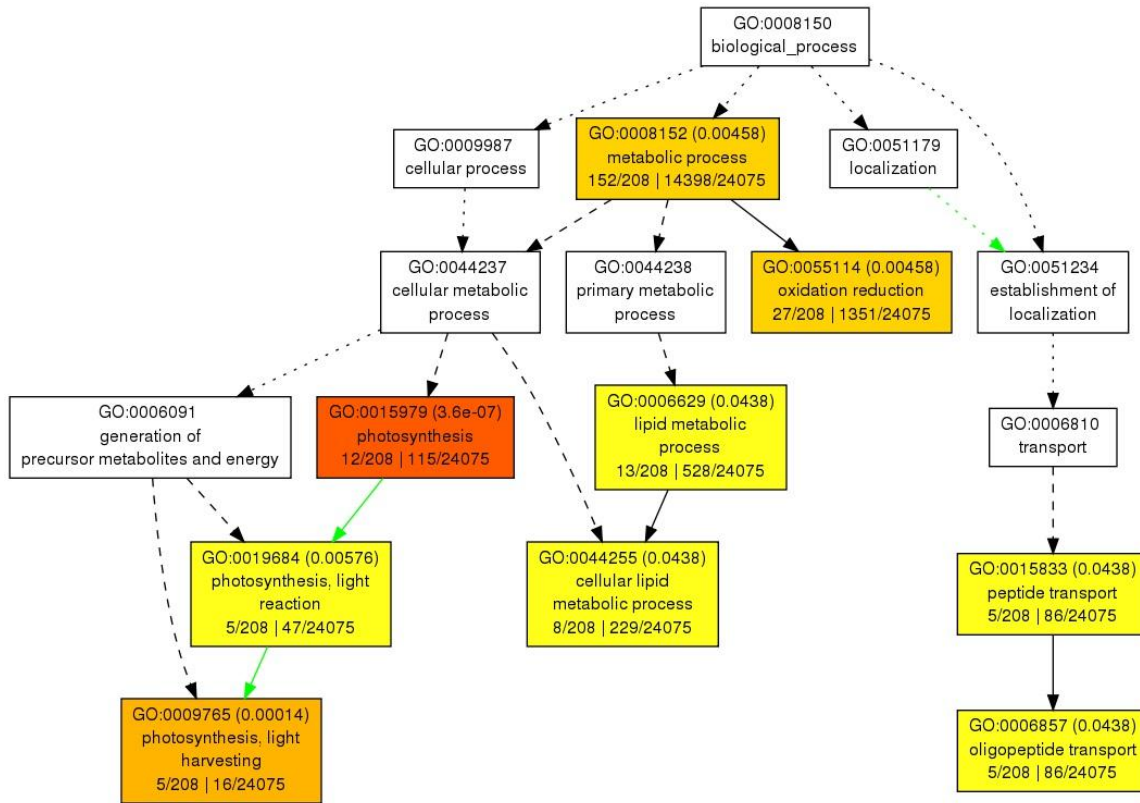 GO:0008150
biological_process
GO:0009987
cellular process
GO:0008152 (0.00458)
metabolic process
152/208 | 14398/24075
GO:0051179
localization
GO:0044237
cellular metabolic
process
GO:0044238
primary metabolic
process
GO:0055114 (0.00458)
oxidation reduction
27/208 | 1351/24075
GO:0051234
establishment of
localization
GO:0006091
generation of
precursor metabolites and energy
GO:0015979 (3.6e-07)
photosynthesis
12/208 | 115/24075
GO:0006629 (0.0438)
lipid metabolic
process
13/208 | 528/24075
GO:0006810
transport
GO:0019684 (0.00576)
photosynthesis, light
reaction
5/208 | 47/24075
GO:0044255 (0.0438)
cellular lipid
metabolic process
8/208 | 229/24075
GO:0015833 (0.0438)
peptide transport
5/208 | 86/24075
GO:0009765 (0.00014)
photosynthesis, light
harvesting
5/208 | 16/24075
GO:0006857 (0.0438)
oligopeptide transport
5/208 | 86/24075